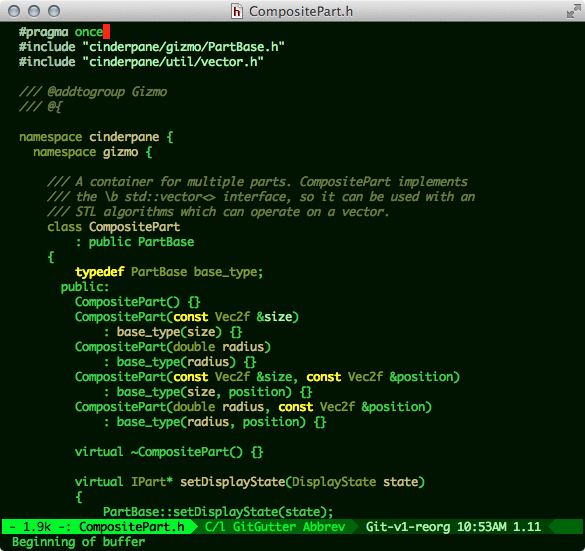 CompositePart.h
#pragma once
#include "cinderpane/gizmo/PartBase.h"
#include "cinderpane/util/vector.h"
/// @addtogroup Gizmo
/// @{
namespace cinderpane {
namespace gizmo {
/// A container for multiple parts. CompositePart implements
/// the \b std::vector<> interface, so it can be used with an
/// STL algorithms which can operate on a vector.
class CompositePart
: public PartBase
{
typedef PartBase base_type;
public:
CompositePart() {}
CompositePart(const Vec2f &size)
: base_type(size) {}
CompositePart(double radius)
: base_type(radius) {}
CompositePart(const Vec2f &size, const Vec2f &position)
: base_type(size, position) {}
CompositePart(double radius, const Vec2f &position)
: base_type(radius, position) {}
virtual ~CompositePart() {}
virtual IPart* setDisplayState(DisplayState state)
{
PartBase::setDisplayState(state);
- 1.9k -: CompositePart.h C/l GitGutter Abbrev Git-v1-reorg 10:53AM 1.11
Beginning of buffer